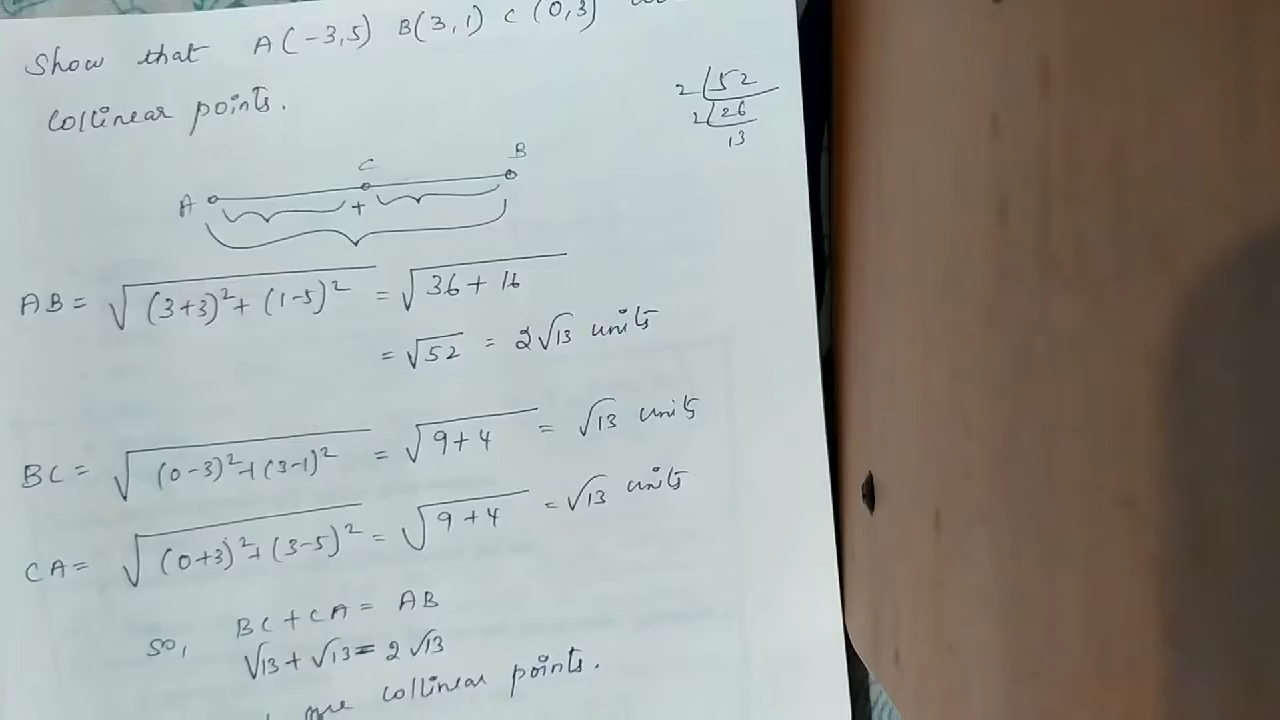 Show that A(-3,5) B(3,1) C(0,3)
collinear points.
2 52
2 26
13
A C B
+
AB = √(3+3)²+(1-5)² = √36+16
= √52 = 2√13 units
BC = √(0-3)²+(3-1)² = √9+4 = √13 units
CA = √(0+3)²+(3-5)² = √9+4 = √13 units
so, BC + CA = AB
√13 + √13 = 2√13
are collinear points.